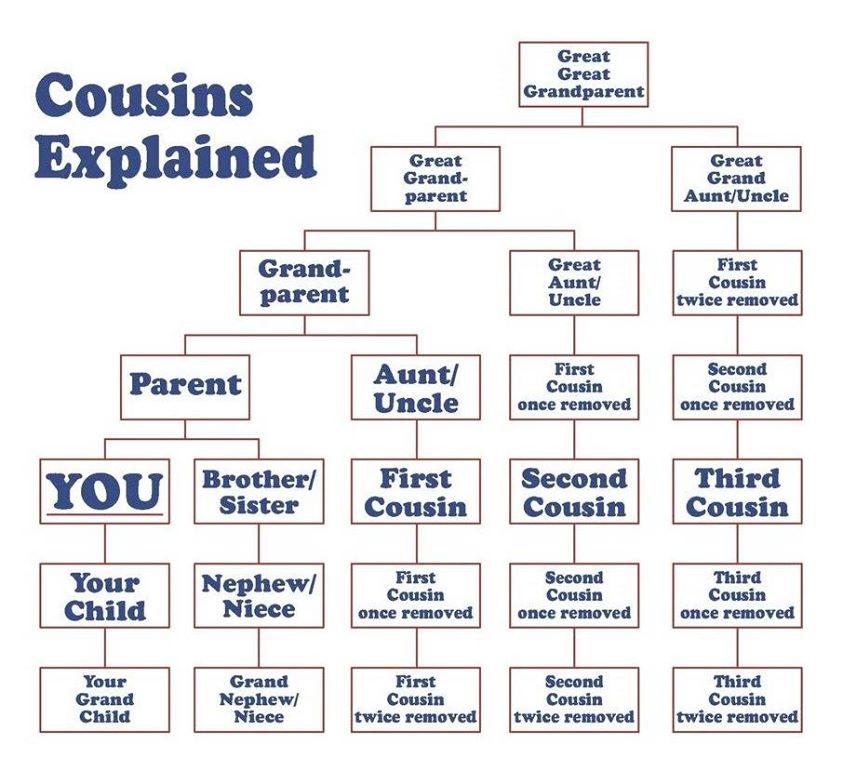 Cousins
Explained
Great
Great
Grandparent
Great
Grand-
parent
Great
Grand
Aunt/Uncle
Grand-
parent
Great
Aunt/
Uncle
First
Cousin
twice removed
Parent
Aunt/
Uncle
First
Cousin
once removed
Second
Cousin
once removed
YOU
Brother/
Sister
First
Cousin
Second
Cousin
Third
Cousin
Your
Child
Nephew/
Niece
First
Cousin
once removed
Second
Cousin
once removed
Third
Cousin
once removed
Your
Grand
Child
Grand
Nephew/
Niece
First
Cousin
twice removed
Second
Cousin
twice removed
Third
Cousin
twice removed